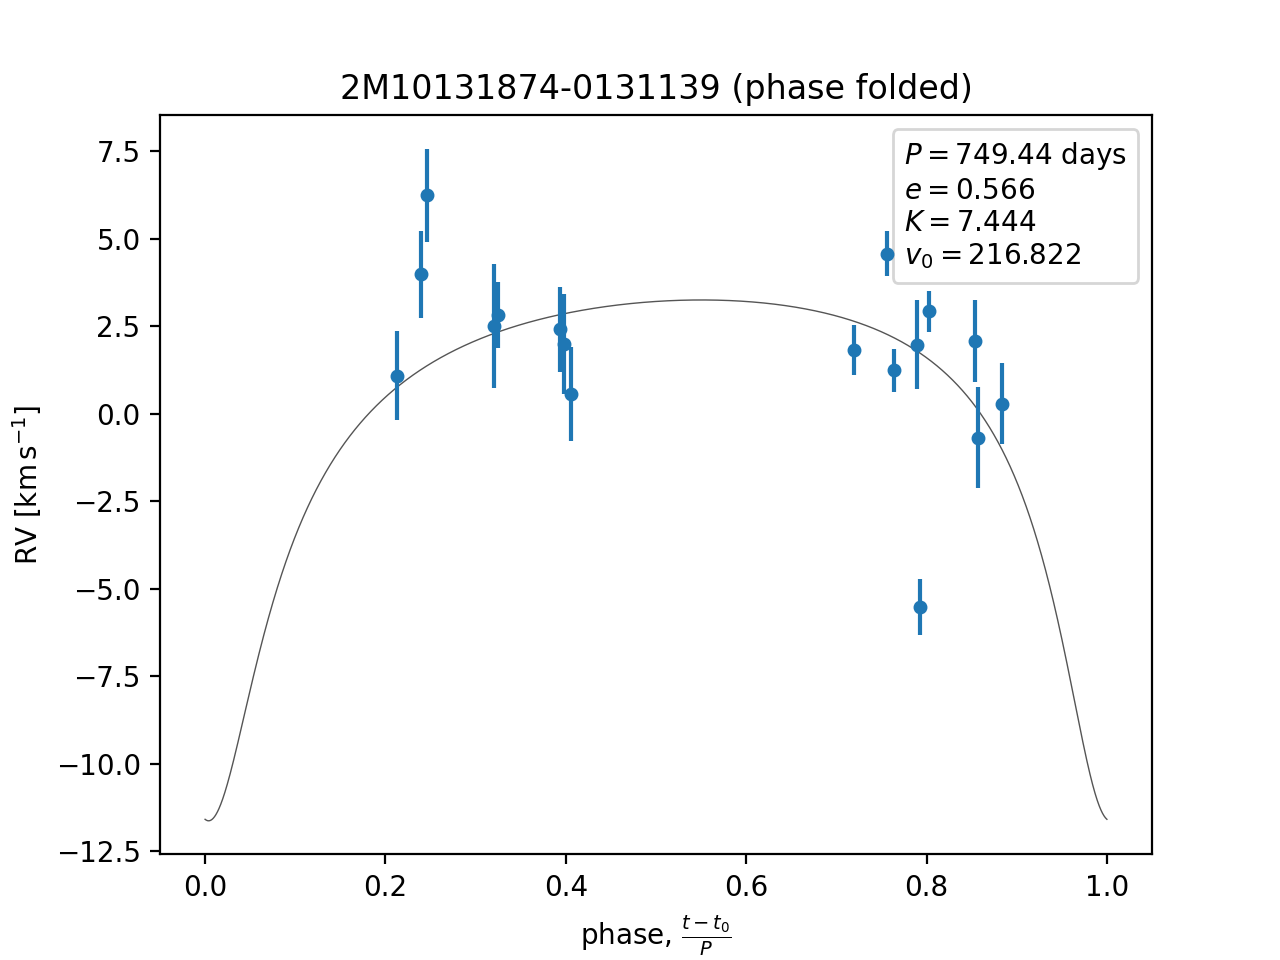 2M10131874-0131139 (phase folded)
P = 749.44 days
e = 0.566
K = 7.444
v₀ = 216.822
7.5
5.0
2.5
0.0
−2.5
−5.0
−7.5
−10.0
−12.5
RV [km s⁻¹]
0.0 0.2 0.4 0.6 0.8 1.0
phase, (t − t₀)/P